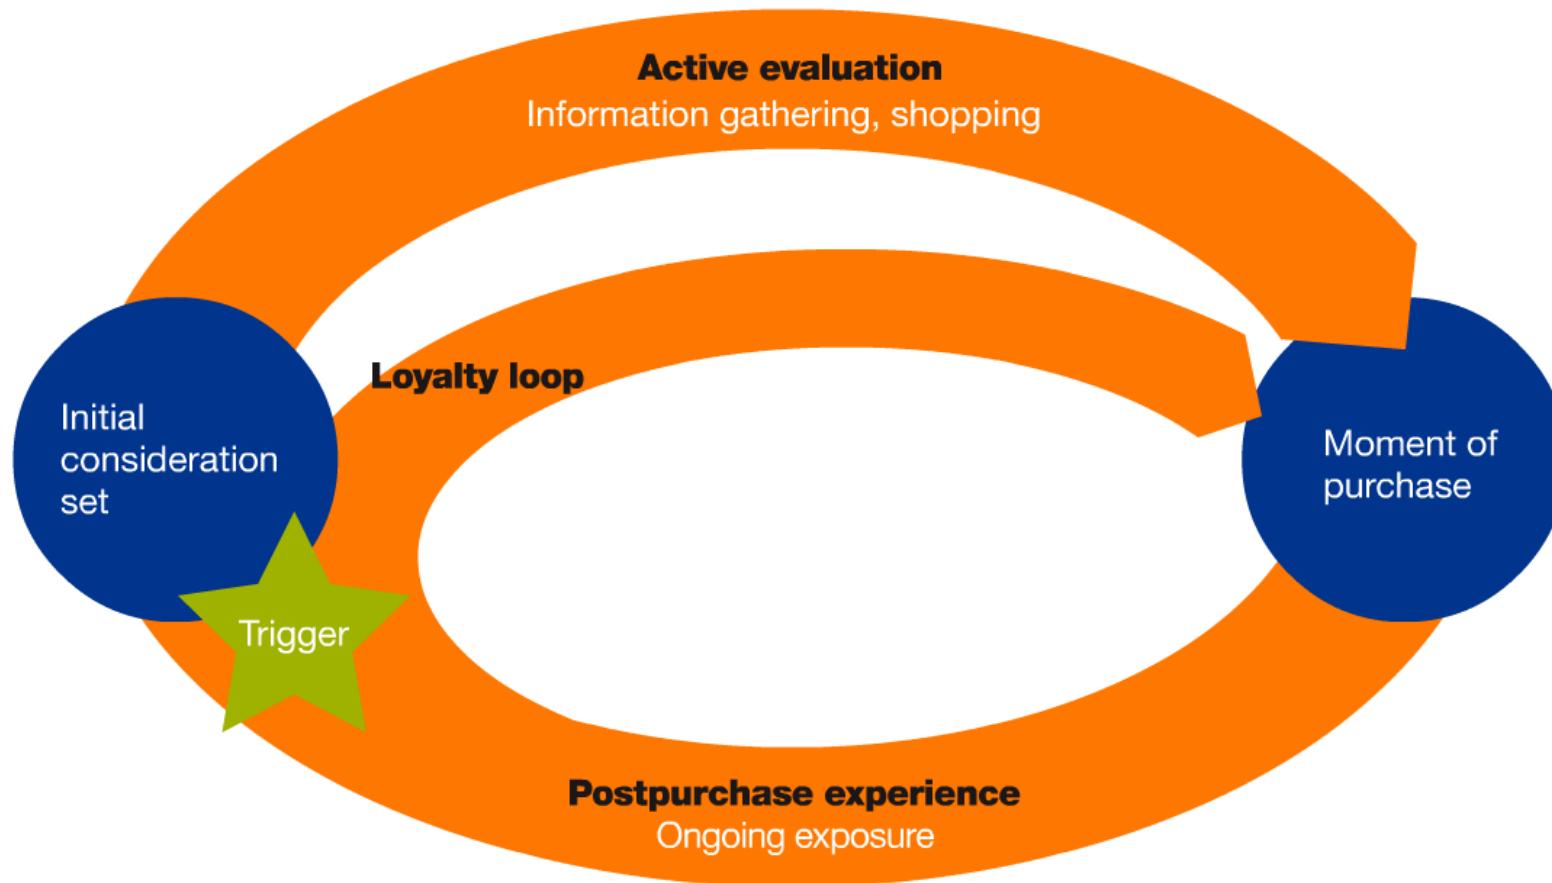 Active evaluation
Information gathering, shopping
Loyalty loop
Initial
consideration
set
Moment of
purchase
Trigger
Postpurchase experience
Ongoing exposure